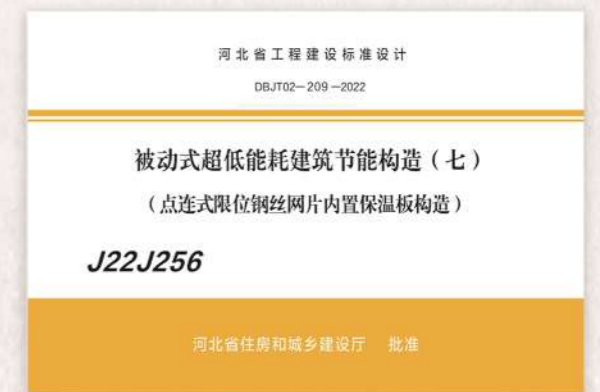 河北省工程建设标准设计
DBJT02—209—2022
被动式超低能耗建筑节能构造（七）
（点连式限位钢丝网片内置保温板构造）
J22J256
河北省住房和城乡建设厅 批准